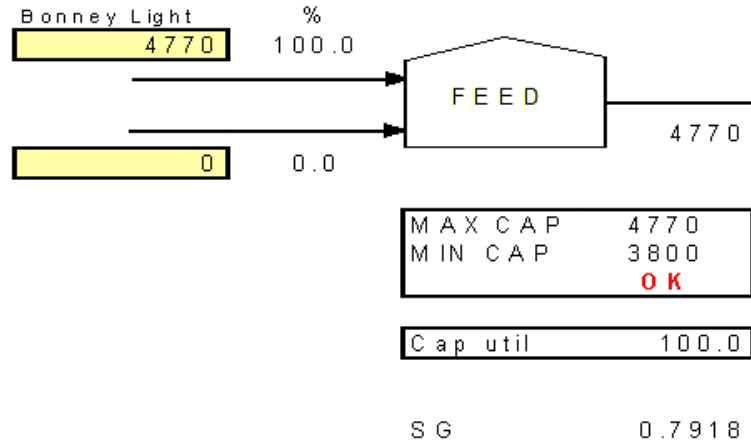 Bonney Light %
4770 100.0
FEED
4770
0 0.0
MAX CAP 4770
MIN CAP 3800
OK
Cap util 100.0
SG 0.7918